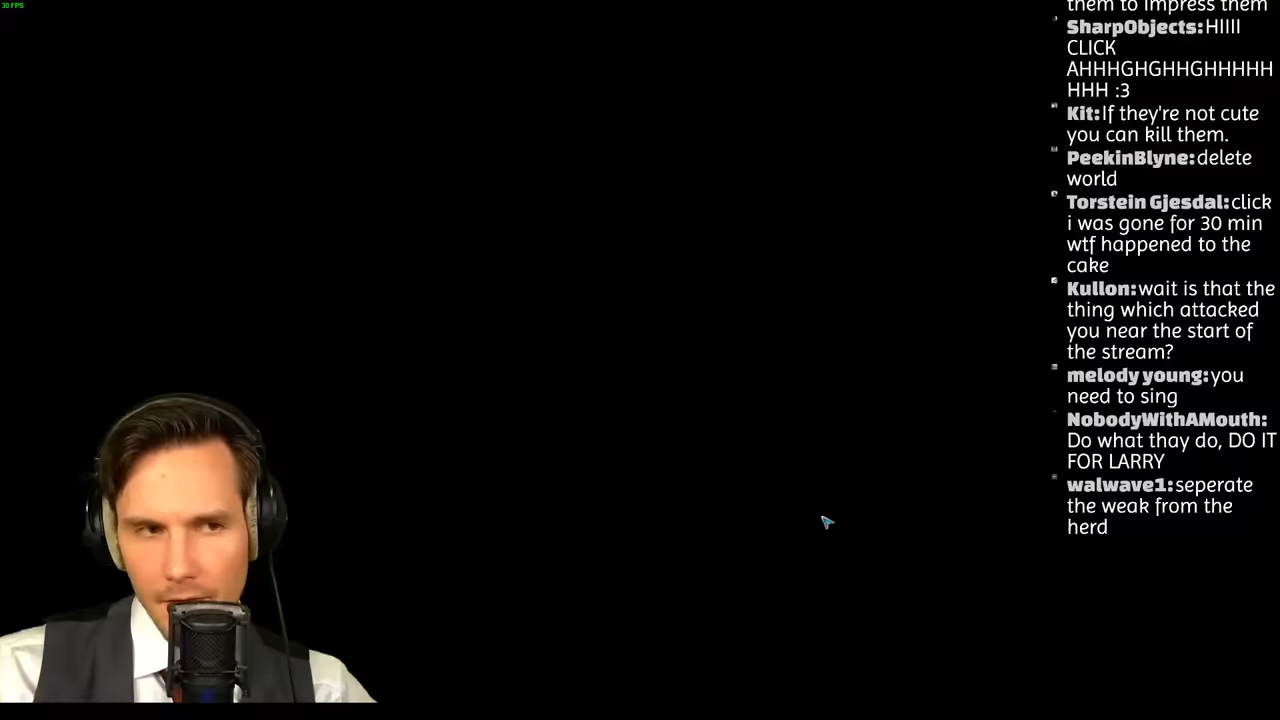 30 FPS
them to impress them
SharpObjects:HIIII
CLICK
AHHHGHGHHGHHHHH
HHH :3
Kit:If they're not cute
you can kill them.
PeekinBlyne:delete
world
Torstein Gjesdal:click
i was gone for 30 min
wtf happened to the
cake
Kullon:wait is that the
thing which attacked
you near the start of
the stream?
melody young:you
need to sing
NobodyWithAMouth:
Do what thay do, DO IT
FOR LARRY
walwave1:seperate
the weak from the
herd